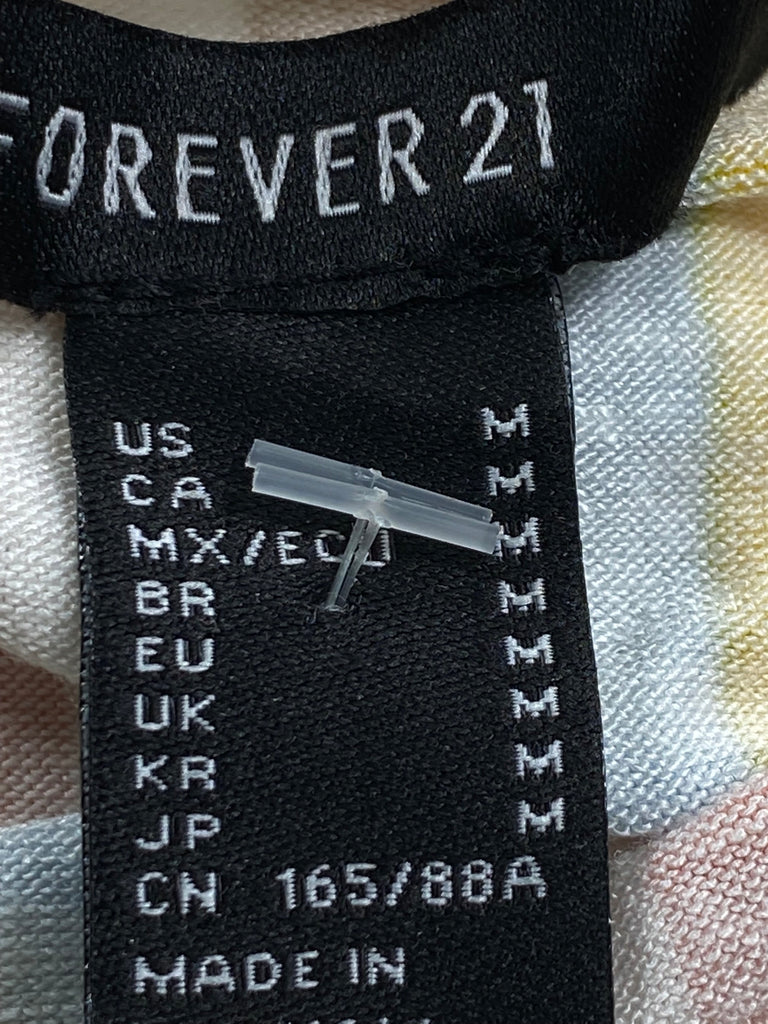 FOREVER 21
US M
CA M
MX/ECU M
BR M
EU M
UK M
KR M
JP M
CN 165/88A
MADE IN